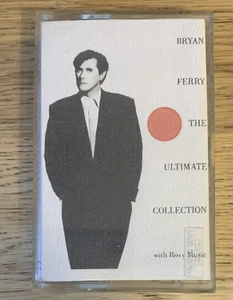 BRYAN
FERRY
THE
ULTIMATE
COLLECTION
with Roxy Music